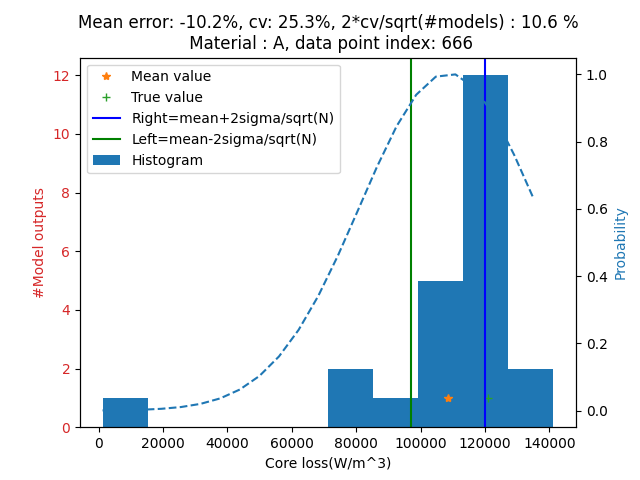 Mean error: -10.2%, cv: 25.3%, 2*cv/sqrt(#models) : 10.6 %
Material : A, data point index: 666
Mean value
True value
Right=mean+2sigma/sqrt(N)
Left=mean-2sigma/sqrt(N)
Histogram
#Model outputs
12
10
8
6
4
2
0
1.0
0.8
0.6
0.4
0.2
0.0
Probability
0
20000
40000
60000
80000
100000
120000
140000
Core loss(W/m^3)